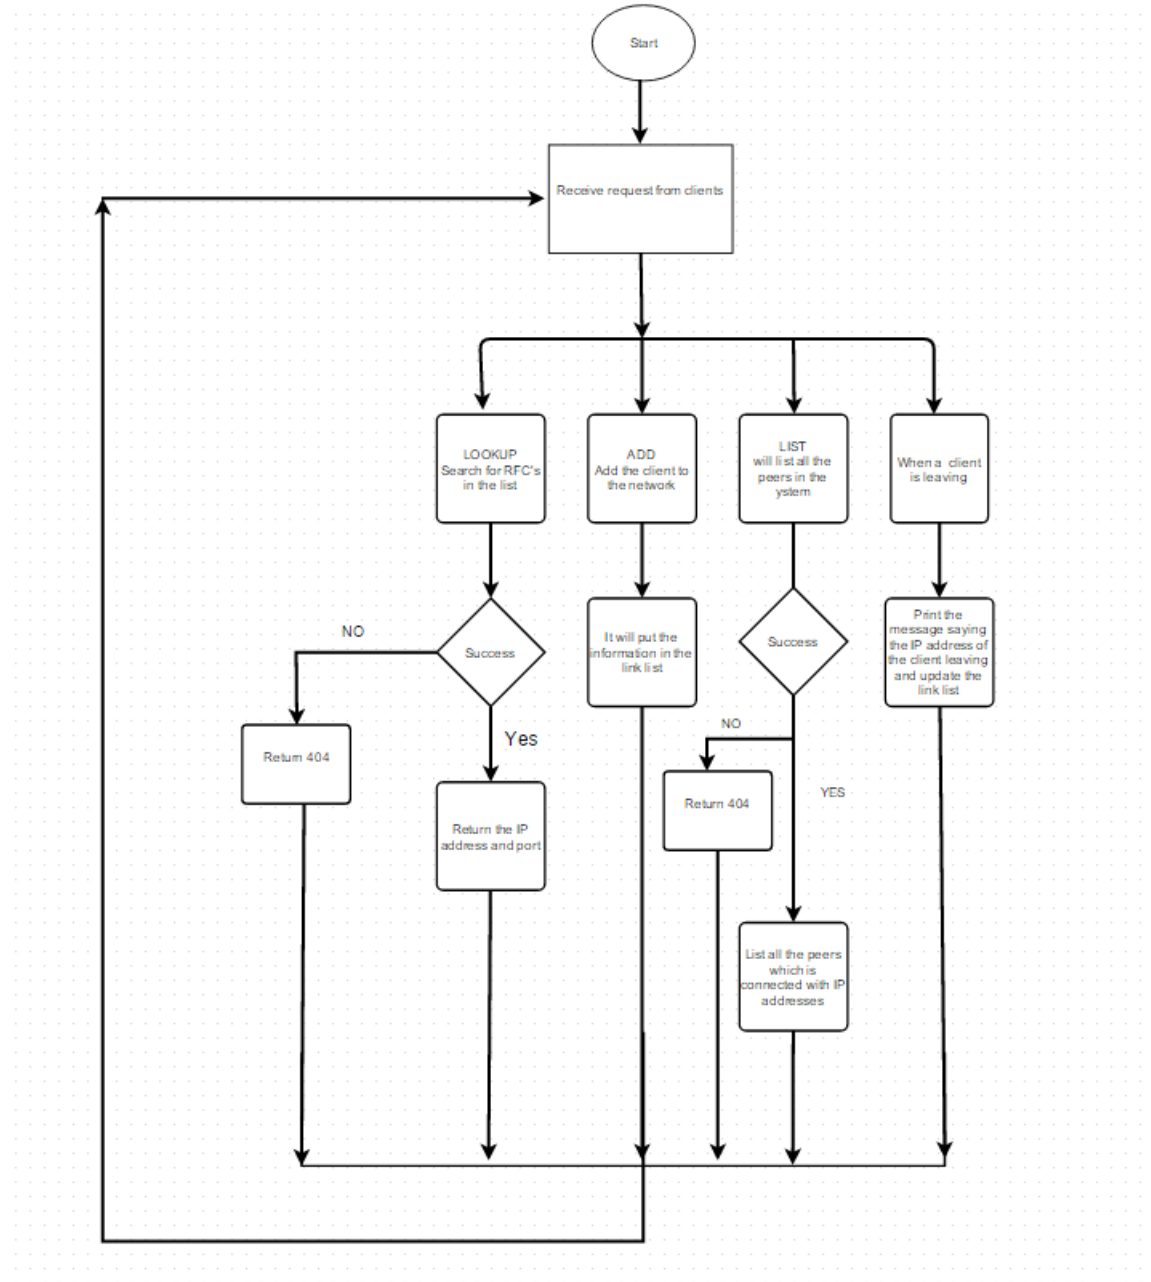 Start
Receive request from clients
LOOKUP
Search for RFC's
in the list
ADD
Add the client to
the network
LIST
will list all the
peers in the
ystem
When a client
is leaving
Success
NO
Yes
Return 404
Return the IP
address and port
It will put the
information in the
link list
Success
NO
YES
Return 404
List all the peers
which is
connected with IP
addresses
Print the
message saying
the IP address of
the client leaving
and update the
link list